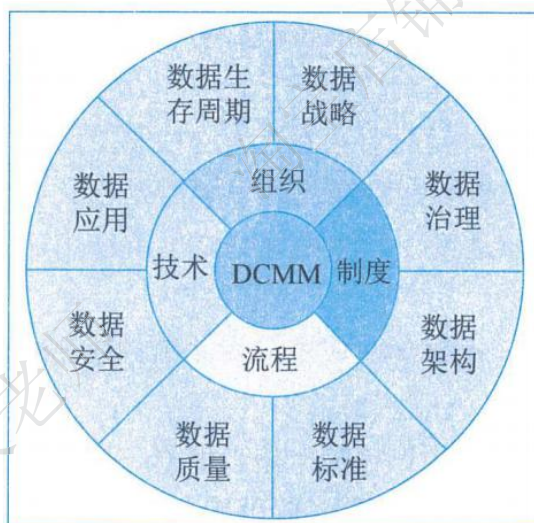 数据生
存周期
数据
战略
数据
应用
组织
数据
治理
技术
DCMM
制度
数据
安全
流程
数据
架构
数据
质量
数据
标准